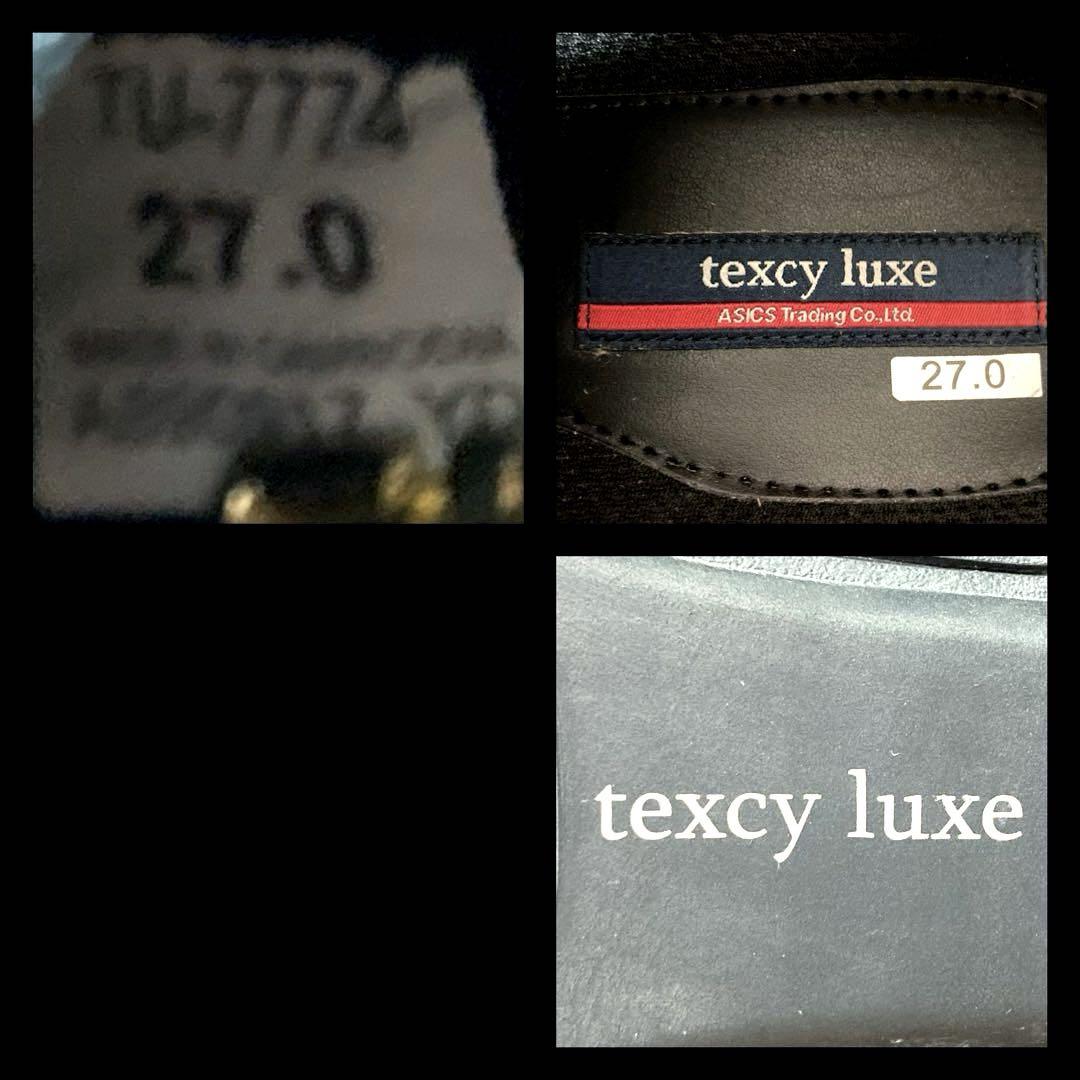 TU-7774
27.0
texcy luxe
ASICS Trading Co.,Ltd.
27.0
texcy luxe